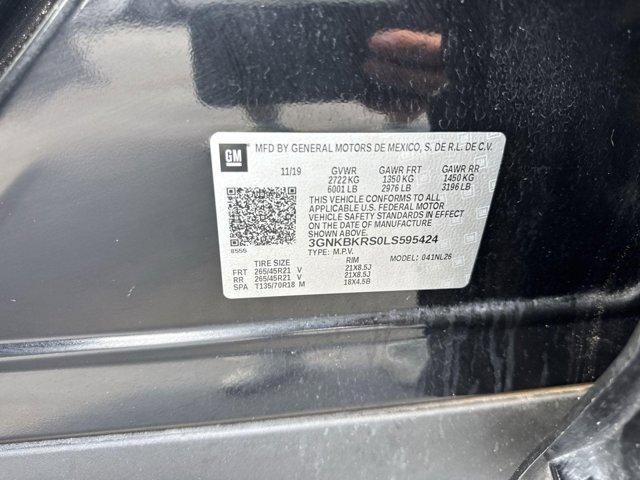 GM
MFD BY GENERAL MOTORS DE MEXICO, S. DE R.L. DE C.V.
11/19 GVWR GAWR FRT GAWR RR
2722 KG 1350 KG 1450 KG
6001 LB 2976 LB 3196 LB
THIS VEHICLE CONFORMS TO ALL
APPLICABLE U.S. FEDERAL MOTOR
VEHICLE SAFETY STANDARDS IN EFFECT
ON THE DATE OF MANUFACTURE
SHOWN ABOVE.
3GNKBKRS0LS595424
TYPE: M.P.V. MODEL: 041NL26
TIRE SIZE RIM
FRT 265/45R21 V 21X8.5J
RR 265/45R21 V 21X8.5J
SPA T135/70R18 M 18X4.5B